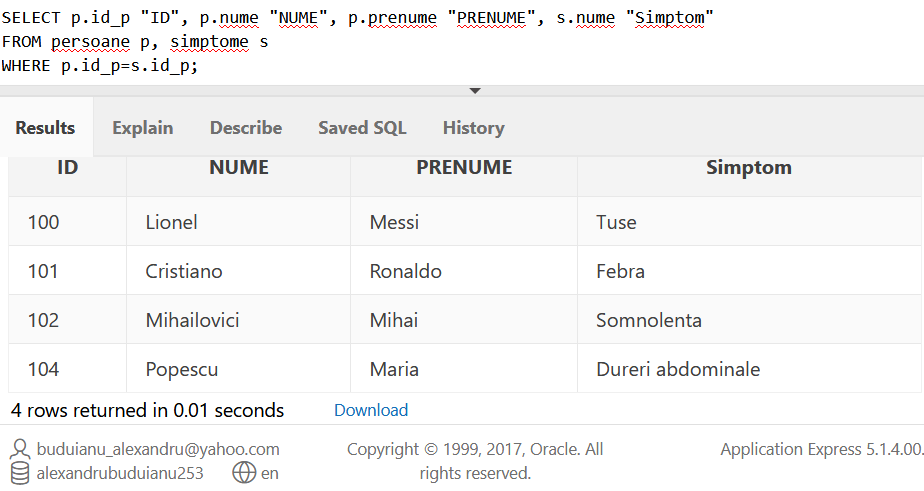 SELECT p.id_p "ID", p.nume "NUME", p.prenume "PRENUME", s.nume "Simptom"
FROM persoane p, simptome s
WHERE p.id_p=s.id_p;
Results Explain Describe Saved SQL History
ID NUME PRENUME Simptom
100 Lionel Messi Tuse
101 Cristiano Ronaldo Febra
102 Mihailovici Mihai Somnolenta
104 Popescu Maria Dureri abdominale
4 rows returned in 0.01 seconds Download
buduianu_alexandru@yahoo.com Copyright © 1999, 2017, Oracle. All Application Express 5.1.4.00.
alexandrubuduianu253 en rights reserved.